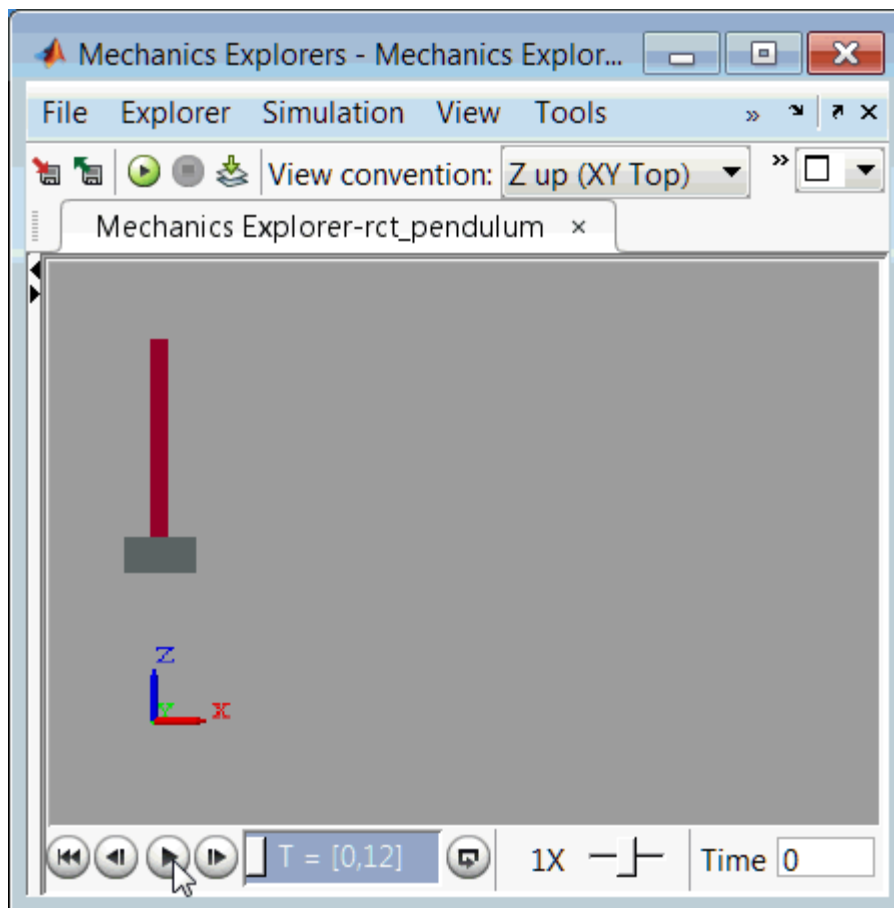 Mechanics Explorers - Mechanics Explor...
File Explorer Simulation View Tools »
View convention: Z up (XY Top) »
Mechanics Explorer-rct_pendulum ×
Z
Y X
T = [0,12] 1X Time 0